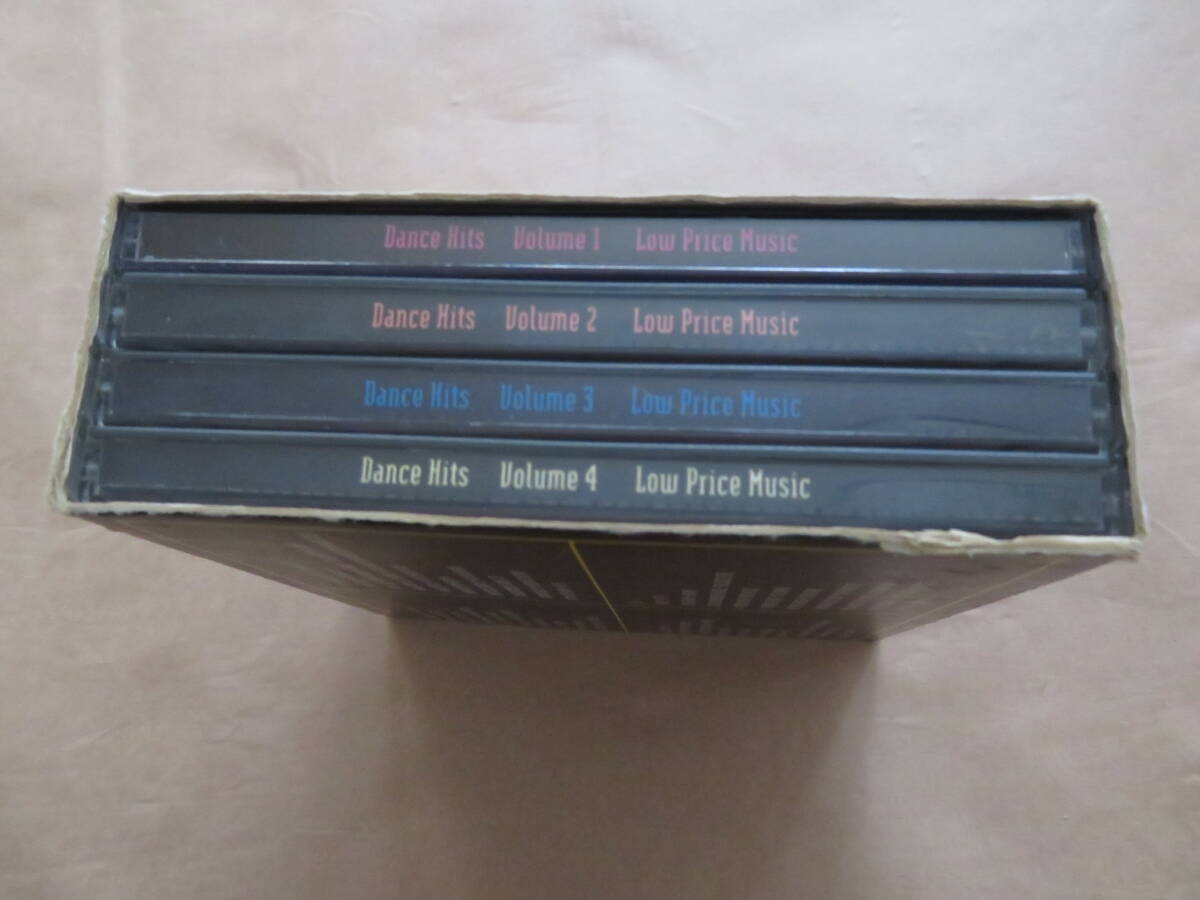 Dance Hits Volume 1 Low Price Music
Dance Hits Volume 2 Low Price Music
Dance Hits Volume 3 Low Price Music
Dance Hits Volume 4 Low Price Music